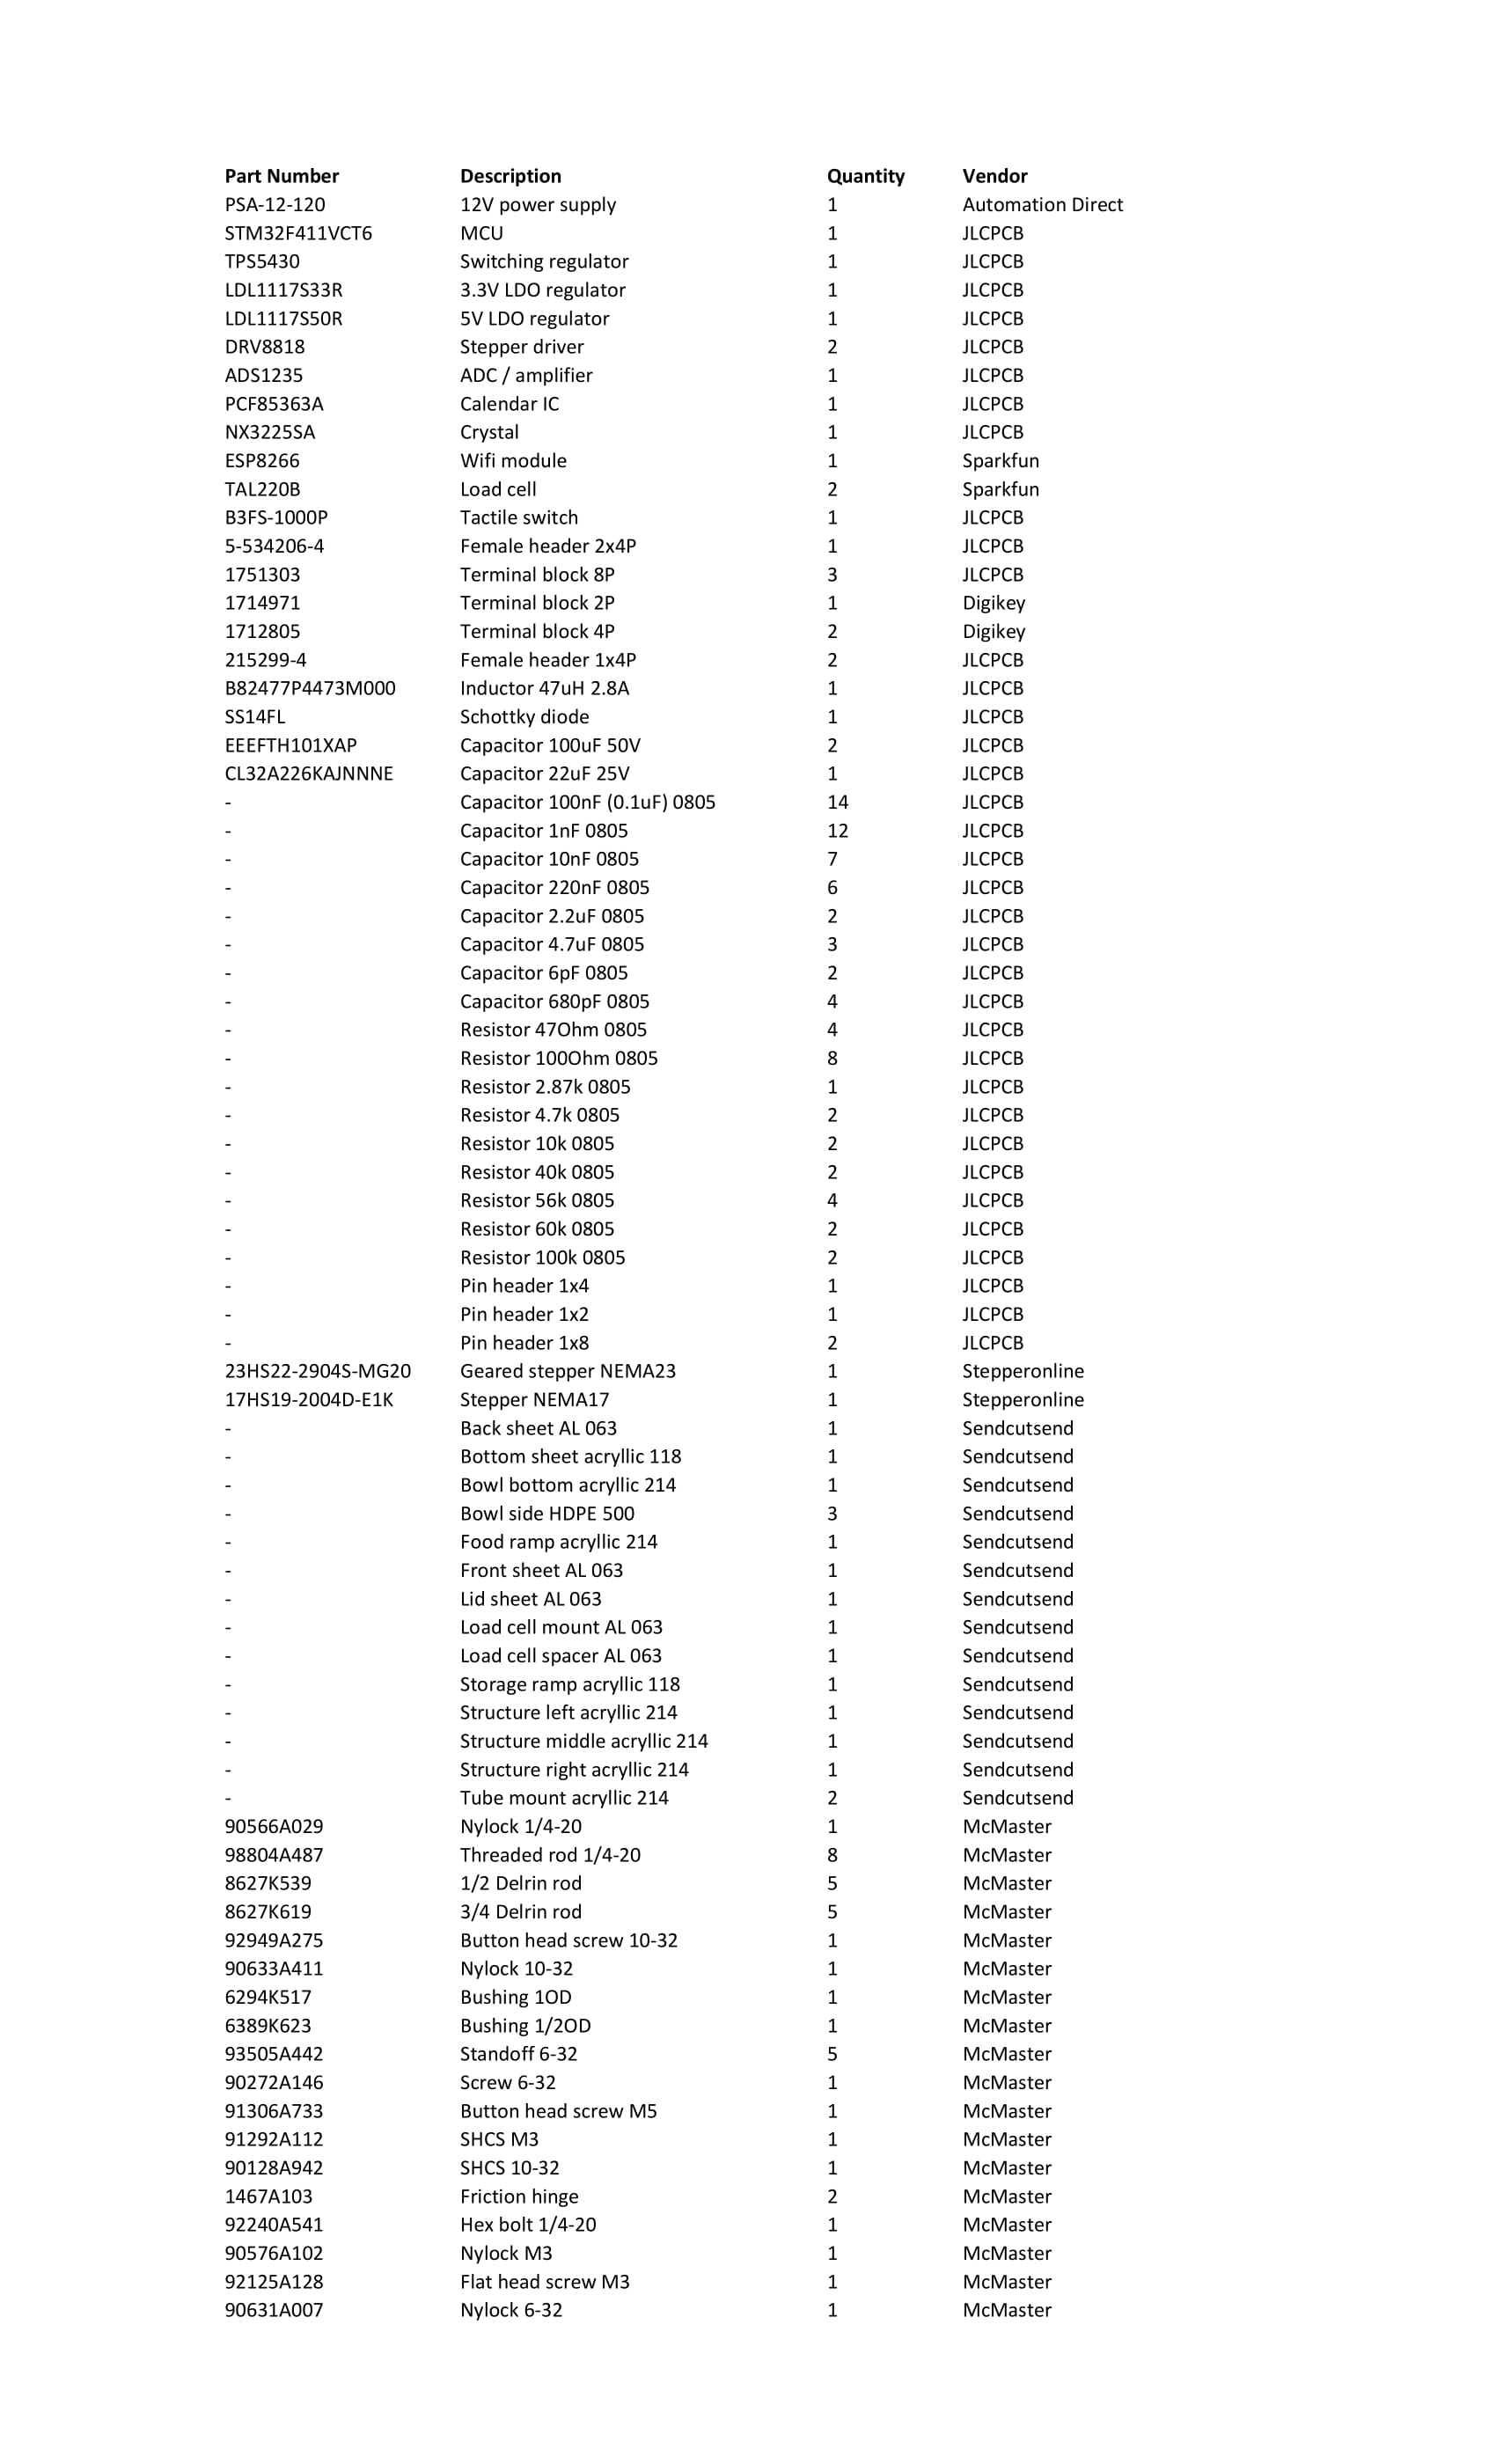 Part Number Description Quantity Vendor
PSA-12-120 12V power supply 1 Automation Direct
STM32F411VCT6 MCU 1 JLCPCB
TPS5430 Switching regulator 1 JLCPCB
LDL1117S33R 3.3V LDO regulator 1 JLCPCB
LDL1117S50R 5V LDO regulator 1 JLCPCB
DRV8818 Stepper driver 2 JLCPCB
ADS1235 ADC / amplifier 1 JLCPCB
PCF85363A Calendar IC 1 JLCPCB
NX3225SA Crystal 1 JLCPCB
ESP8266 Wifi module 1 Sparkfun
TAL220B Load cell 2 Sparkfun
B3FS-1000P Tactile switch 1 JLCPCB
5-534206-4 Female header 2x4P 1 JLCPCB
1751303 Terminal block 8P 3 JLCPCB
1714971 Terminal block 2P 1 Digikey
1712805 Terminal block 4P 2 Digikey
215299-4 Female header 1x4P 2 JLCPCB
B82477P4473M000 Inductor 47uH 2.8A 1 JLCPCB
SS14FL Schottky diode 1 JLCPCB
EEEFTH101XAP Capacitor 100uF 50V 2 JLCPCB
CL32A226KAJNNNE Capacitor 22uF 25V 1 JLCPCB
- Capacitor 100nF (0.1uF) 0805 14 JLCPCB
- Capacitor 1nF 0805 12 JLCPCB
- Capacitor 10nF 0805 7 JLCPCB
- Capacitor 220nF 0805 6 JLCPCB
- Capacitor 2.2uF 0805 2 JLCPCB
- Capacitor 4.7uF 0805 3 JLCPCB
- Capacitor 6pF 0805 2 JLCPCB
- Capacitor 680pF 0805 4 JLCPCB
- Resistor 47Ohm 0805 4 JLCPCB
- Resistor 100Ohm 0805 8 JLCPCB
- Resistor 2.87k 0805 1 JLCPCB
- Resistor 4.7k 0805 2 JLCPCB
- Resistor 10k 0805 2 JLCPCB
- Resistor 40k 0805 2 JLCPCB
- Resistor 56k 0805 4 JLCPCB
- Resistor 60k 0805 2 JLCPCB
- Resistor 100k 0805 2 JLCPCB
- Pin header 1x4 1 JLCPCB
- Pin header 1x2 1 JLCPCB
- Pin header 1x8 2 JLCPCB
23HS22-2904S-MG20 Geared stepper NEMA23 1 Stepperonline
17HS19-2004D-E1K Stepper NEMA17 1 Stepperonline
- Back sheet AL 063 1 Sendcutsend
- Bottom sheet acryllic 118 1 Sendcutsend
- Bowl bottom acryllic 214 1 Sendcutsend
- Bowl side HDPE 500 3 Sendcutsend
- Food ramp acryllic 214 1 Sendcutsend
- Front sheet AL 063 1 Sendcutsend
- Lid sheet AL 063 1 Sendcutsend
- Load cell mount AL 063 1 Sendcutsend
- Load cell spacer AL 063 1 Sendcutsend
- Storage ramp acryllic 118 1 Sendcutsend
- Structure left acryllic 214 1 Sendcutsend
- Structure middle acryllic 214 1 Sendcutsend
- Structure right acryllic 214 1 Sendcutsend
- Tube mount acryllic 214 2 Sendcutsend
90566A029 Nylock 1/4-20 1 McMaster
98804A487 Threaded rod 1/4-20 8 McMaster
8627K539 1/2 Delrin rod 5 McMaster
8627K619 3/4 Delrin rod 5 McMaster
92949A275 Button head screw 10-32 1 McMaster
90633A411 Nylock 10-32 1 McMaster
6294K517 Bushing 1OD 1 McMaster
6389K623 Bushing 1/2OD 1 McMaster
93505A442 Standoff 6-32 5 McMaster
90272A146 Screw 6-32 1 McMaster
91306A733 Button head screw M5 1 McMaster
91292A112 SHCS M3 1 McMaster
90128A942 SHCS 10-32 1 McMaster
1467A103 Friction hinge 2 McMaster
92240A541 Hex bolt 1/4-20 1 McMaster
90576A102 Nylock M3 1 McMaster
92125A128 Flat head screw M3 1 McMaster
90631A007 Nylock 6-32 1 McMaster